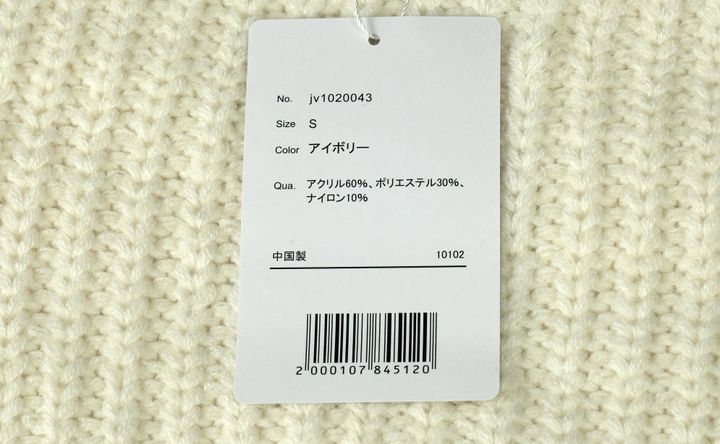 No. jv1020043
Size S
Color アイボリー
Qua. アクリル60%、ポリエステル30%、
ナイロン10%
中国製 10102
2 000107 845120